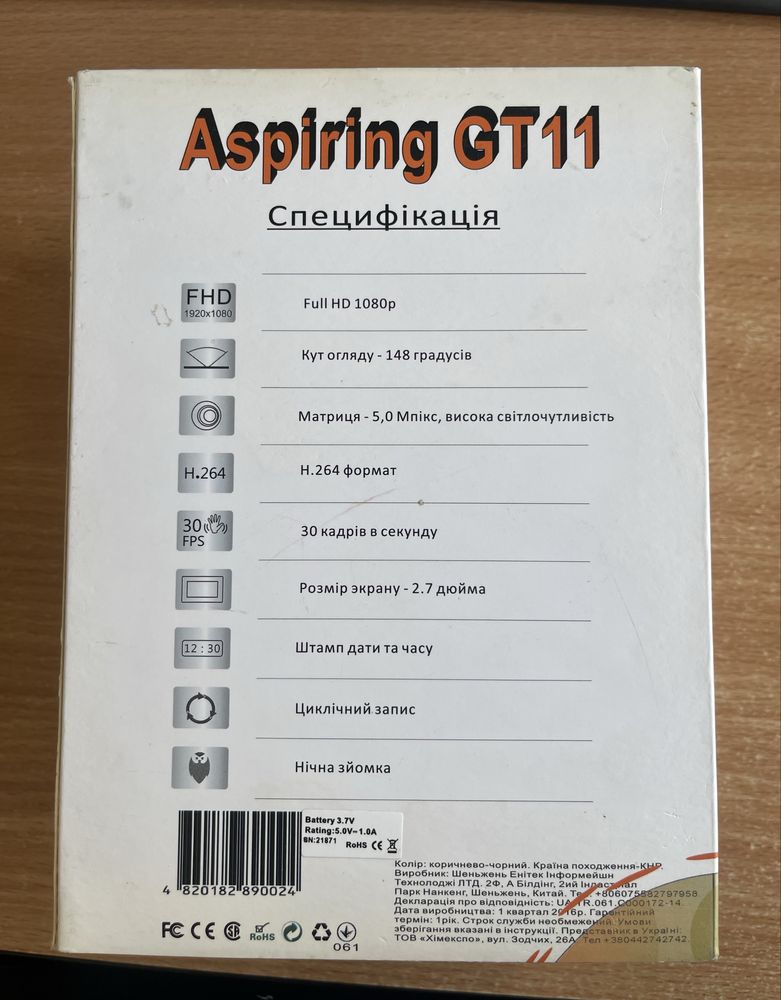 Aspiring GT11
Специфікація
FHD
1920x1080
Full HD 1080p
Кут огляду - 148 градусів
Матриця - 5,0 Мпікс, висока світлочутливість
H.264
H.264 формат
30
FPS
30 кадрів в секунду
Розмір экрану - 2.7 дюйма
12 : 30
Штамп дати та часу
Циклічний запис
Нічна зйомка
Battery 3.7V
Rating:5.0V⎓1.0A
SN:21871 RoHS CE
4 820182 890024
FC CE RoHS 061
Колір: коричнево-чорний. Країна походження-КНР.
Виробник: Шеньжень Енітек Інформейшн
Технолоджі ЛТД. 2Ф, А Білдінг, 2ий Індастріал
Парк Нанкенг, Шеньжень, Китай. Тел. +806075582797958.
Декларація про відповідність: UA.TR.061.C000172-14.
Дата виробництва: 1 квартал 2016р. Гарантійний
термін: 1рік. Строк служби необмежений. Умови
зберігання вказані в інструкції. Представник в Україні:
ТОВ «Хімекспо», вул. Зодчих, 26А. Тел +380442742742.